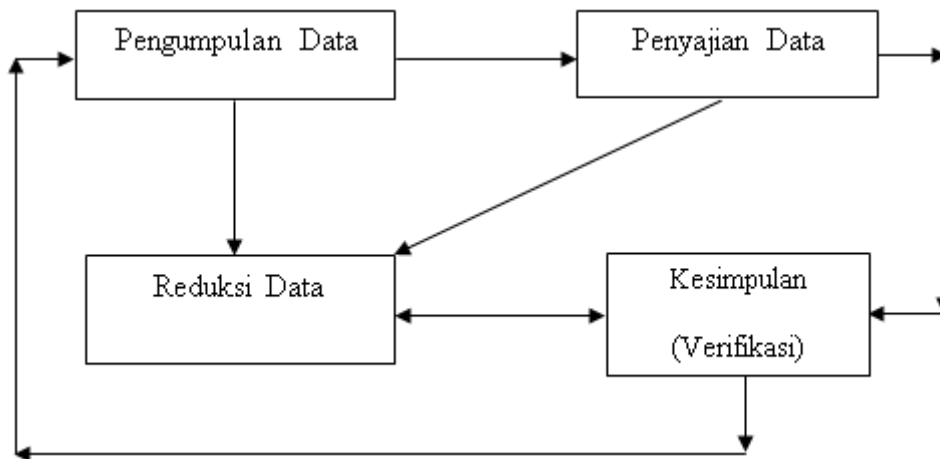 Pengumpulan Data
Penyajian Data
Reduksi Data
Kesimpulan
(Verifikasi)